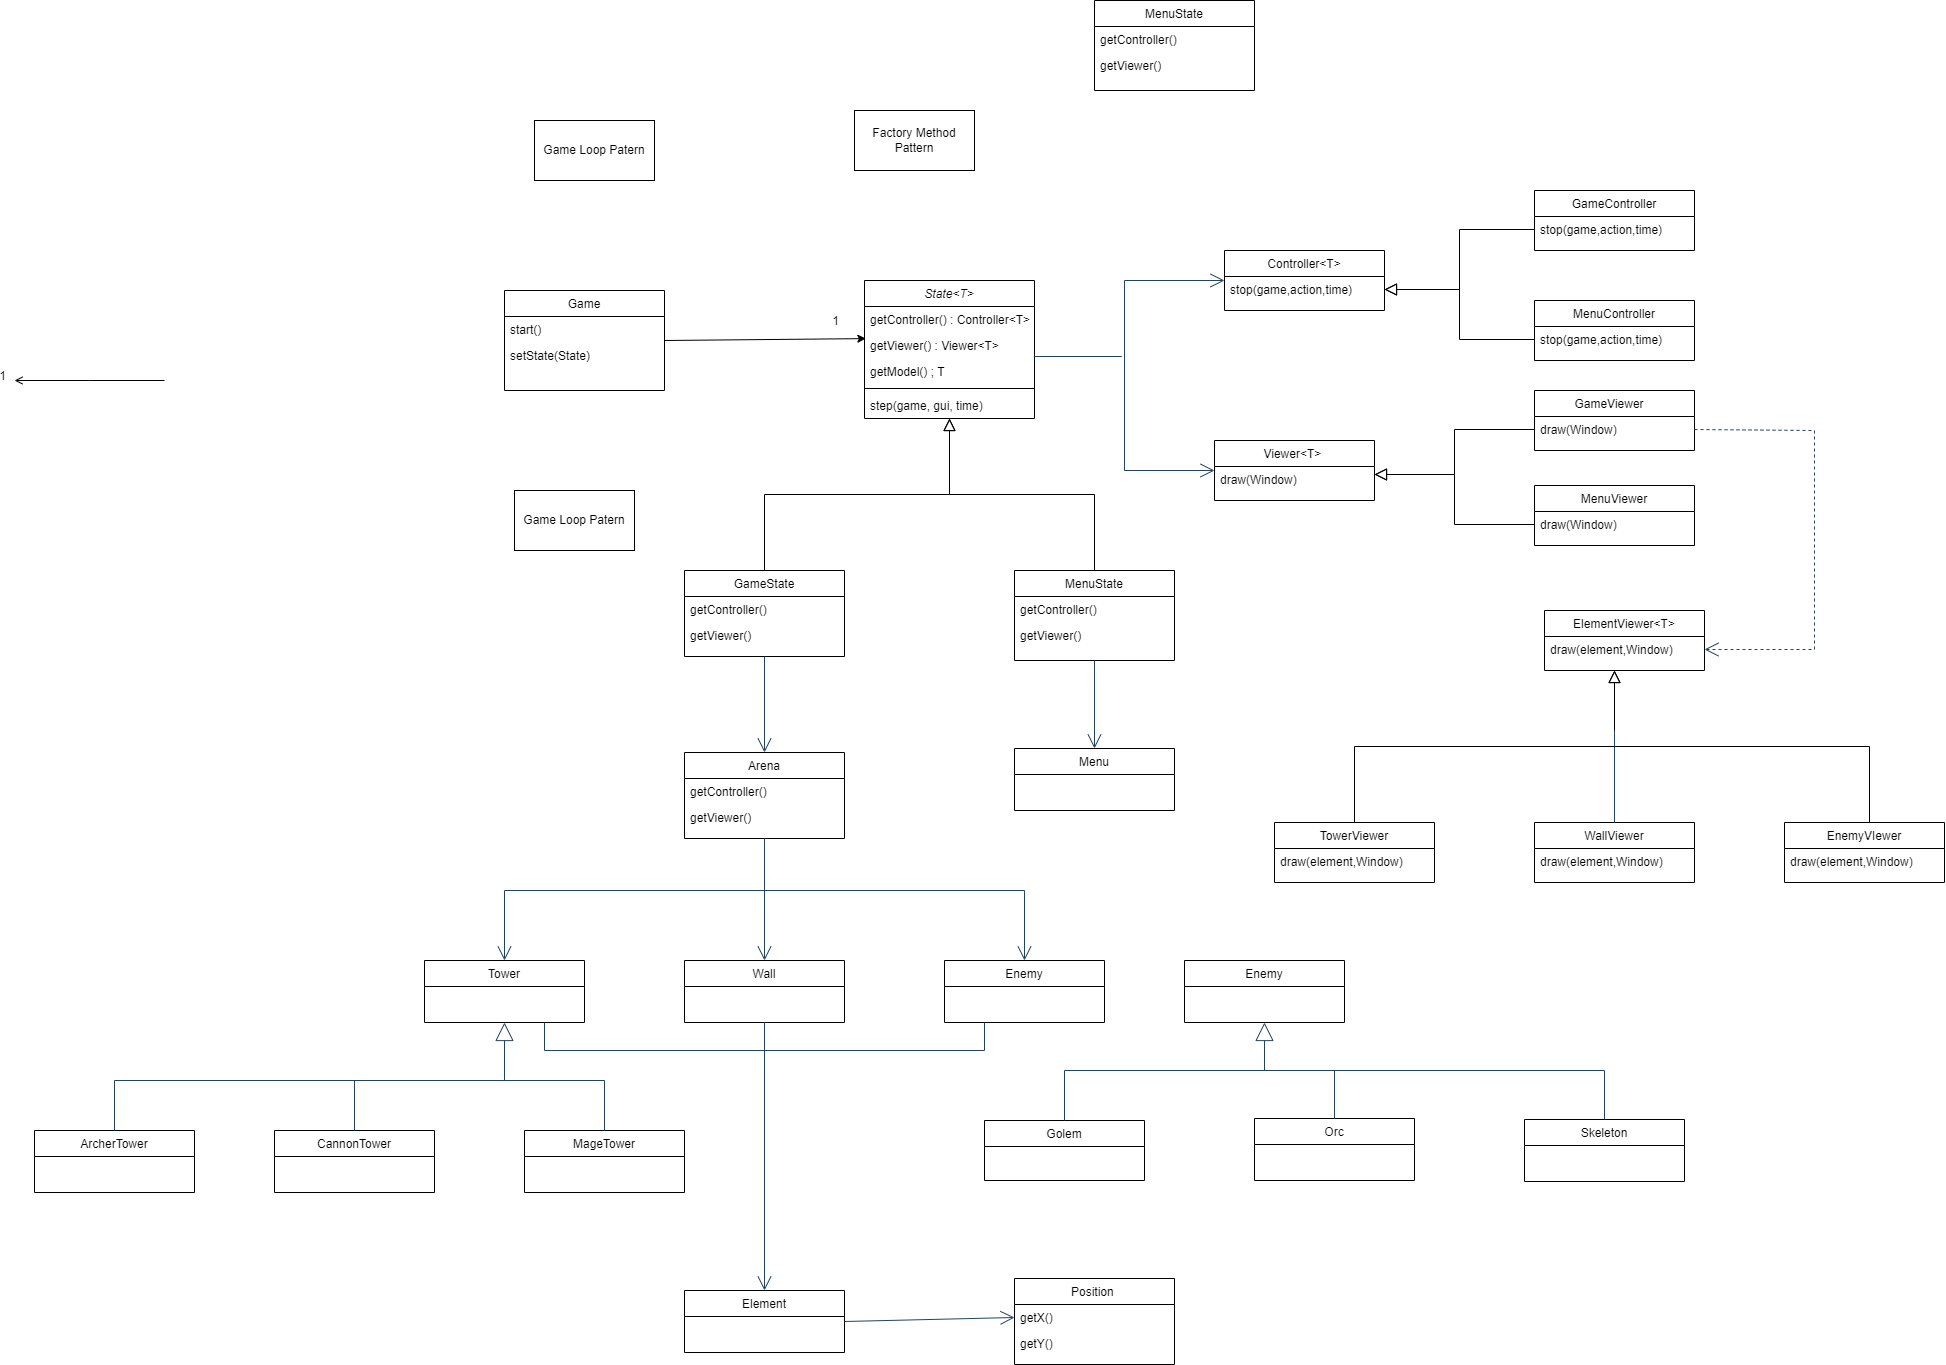 MenuState
getController()
getViewer()
Game Loop Patern
Factory Method
Pattern
GameController
stop(game,action,time)
Controller<T>
stop(game,action,time)
MenuController
stop(game,action,time)
Game
start()
setState(State)
1
State<T>
getController() : Controller<T>
getViewer() : Viewer<T>
getModel() ; T
step(game, gui, time)
1
GameViewer
draw(Window)
Viewer<T>
draw(Window)
MenuViewer
draw(Window)
Game Loop Patern
GameState
getController()
getViewer()
MenuState
getController()
getViewer()
ElementViewer<T>
draw(element,Window)
Arena
getController()
getViewer()
Menu
TowerViewer
draw(element,Window)
WallViewer
draw(element,Window)
EnemyVIewer
draw(element,Window)
Tower
Wall
Enemy
Enemy
ArcherTower
CannonTower
MageTower
Golem
Orc
Skeleton
Element
Position
getX()
getY()